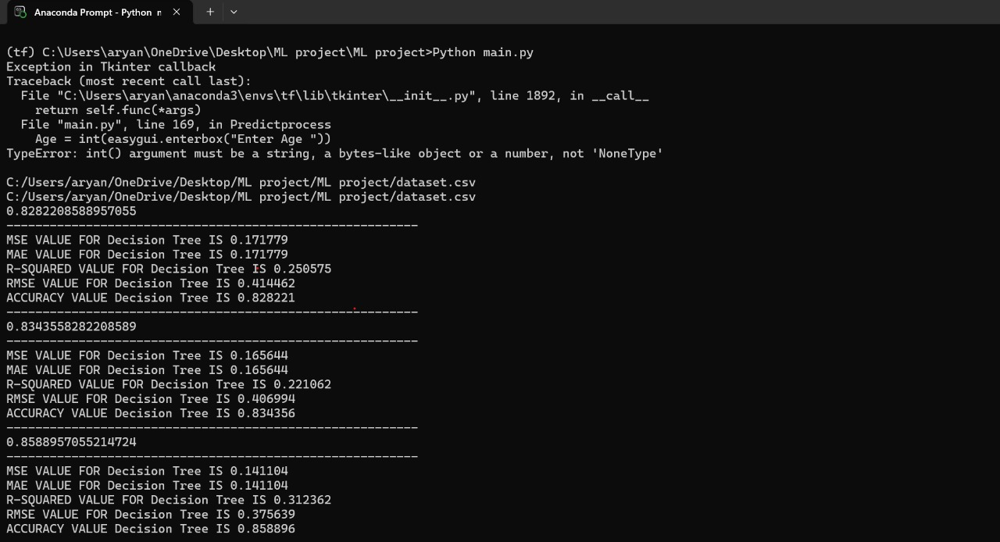 Anaconda Prompt - Python
(tf) C:\Users\aryan\OneDrive\Desktop\ML project\ML project>Python main.py
Exception in Tkinter callback
Traceback (most recent call last):
  File "C:\Users\aryan\anaconda3\envs\tf\lib\tkinter\__init__.py", line 1892, in __call__
    return self.func(*args)
  File "main.py", line 169, in Predictprocess
    Age = int(easygui.enterbox("Enter Age "))
TypeError: int() argument must be a string, a bytes-like object or a number, not 'NoneType'
C:/Users/aryan/OneDrive/Desktop/ML project/ML project/dataset.csv
C:/Users/aryan/OneDrive/Desktop/ML project/ML project/dataset.csv
0.8282208588957055
---------------------------------------------------------
MSE VALUE FOR Decision Tree IS 0.171779
MAE VALUE FOR Decision Tree IS 0.171779
R-SQUARED VALUE FOR Decision Tree IS 0.250575
RMSE VALUE FOR Decision Tree IS 0.414462
ACCURACY VALUE Decision Tree IS 0.828221
---------------------------------------------------------
0.8343558282208589
---------------------------------------------------------
MSE VALUE FOR Decision Tree IS 0.165644
MAE VALUE FOR Decision Tree IS 0.165644
R-SQUARED VALUE FOR Decision Tree IS 0.221062
RMSE VALUE FOR Decision Tree IS 0.406994
ACCURACY VALUE Decision Tree IS 0.834356
---------------------------------------------------------
0.8588957055214724
---------------------------------------------------------
MSE VALUE FOR Decision Tree IS 0.141104
MAE VALUE FOR Decision Tree IS 0.141104
R-SQUARED VALUE FOR Decision Tree IS 0.312362
RMSE VALUE FOR Decision Tree IS 0.375639
ACCURACY VALUE Decision Tree IS 0.858896